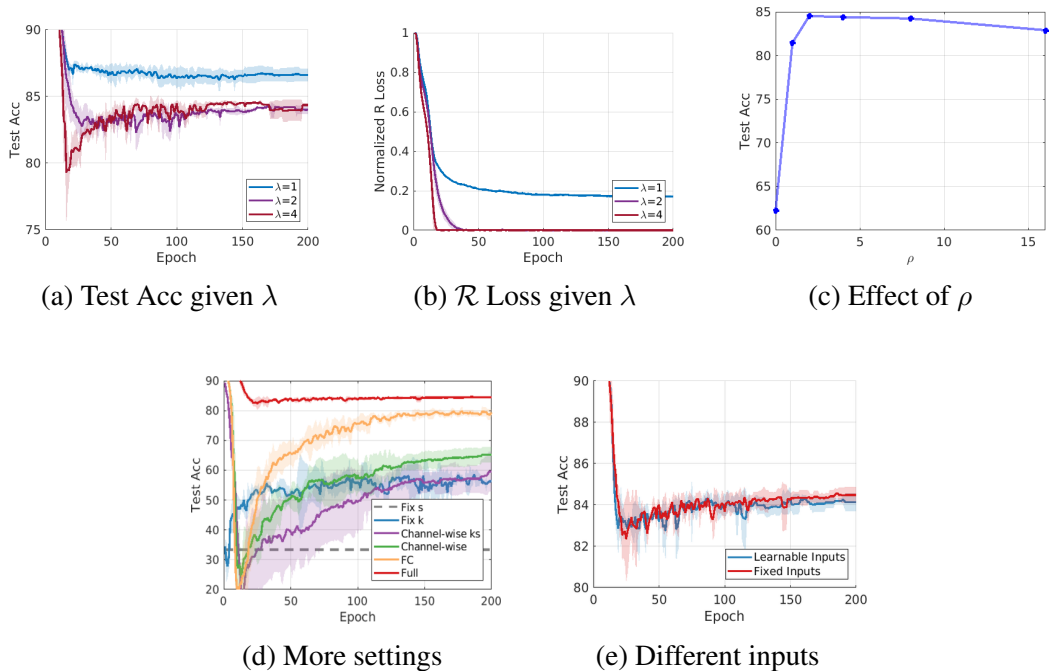 90
85
80
75
Test Acc
0
50
100
150
200
Epoch
λ=1
λ=2
λ=4
(a) Test Acc given λ
1
0.8
0.6
0.4
0.2
0
Normalized R Loss
0
50
100
150
200
Epoch
λ=1
λ=2
λ=4
(b) ℛ Loss given λ
85
80
75
70
65
60
Test Acc
0
5
10
15
ρ
(c) Effect of ρ
90
80
70
60
50
40
30
20
Test Acc
0
50
100
150
200
Epoch
Fix s
Fix k
Channel-wise ks
Channel-wise
FC
Full
(d) More settings
90
88
86
84
82
80
Test Acc
0
50
100
150
200
Epoch
Learnable Inputs
Fixed Inputs
(e) Different inputs